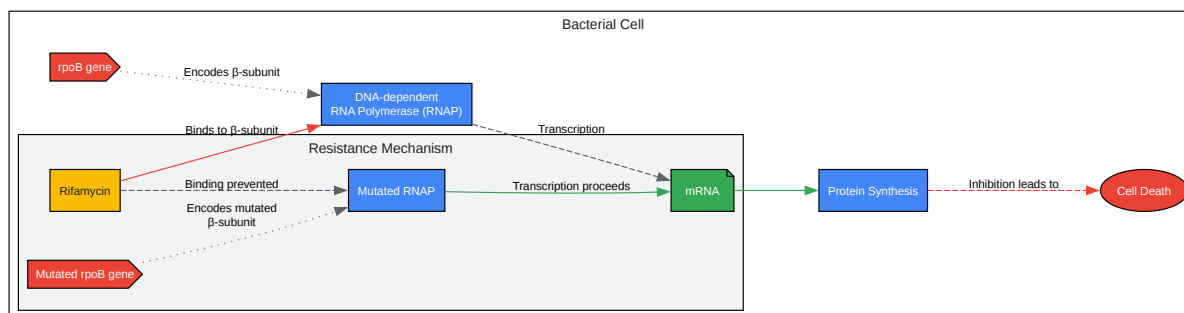 Bacterial Cell
rpoB gene
Encodes β-subunit
DNA-dependent
RNA Polymerase (RNAP)
Binds to β-subunit
Transcription
Resistance Mechanism
Rifamycin
Binding prevented
Mutated RNAP
Transcription proceeds
mRNA
Protein Synthesis
Inhibition leads to
Cell Death
Encodes mutated
β-subunit
Mutated rpoB gene